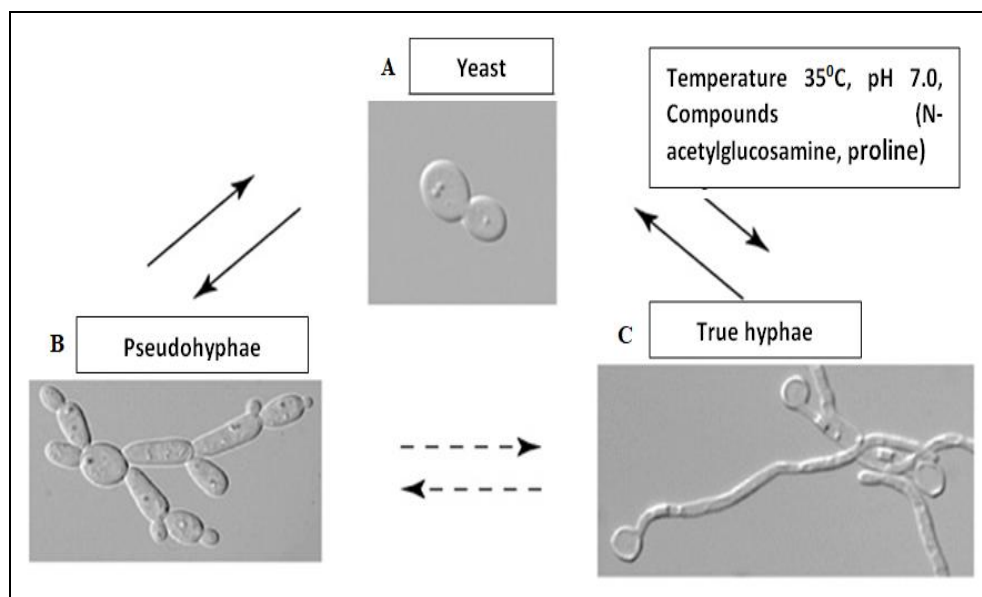 A
Yeast
Temperature 35⁰C, pH 7.0,
Compounds (N-
acetylglucosamine, proline)
B
Pseudohyphae
C
True hyphae